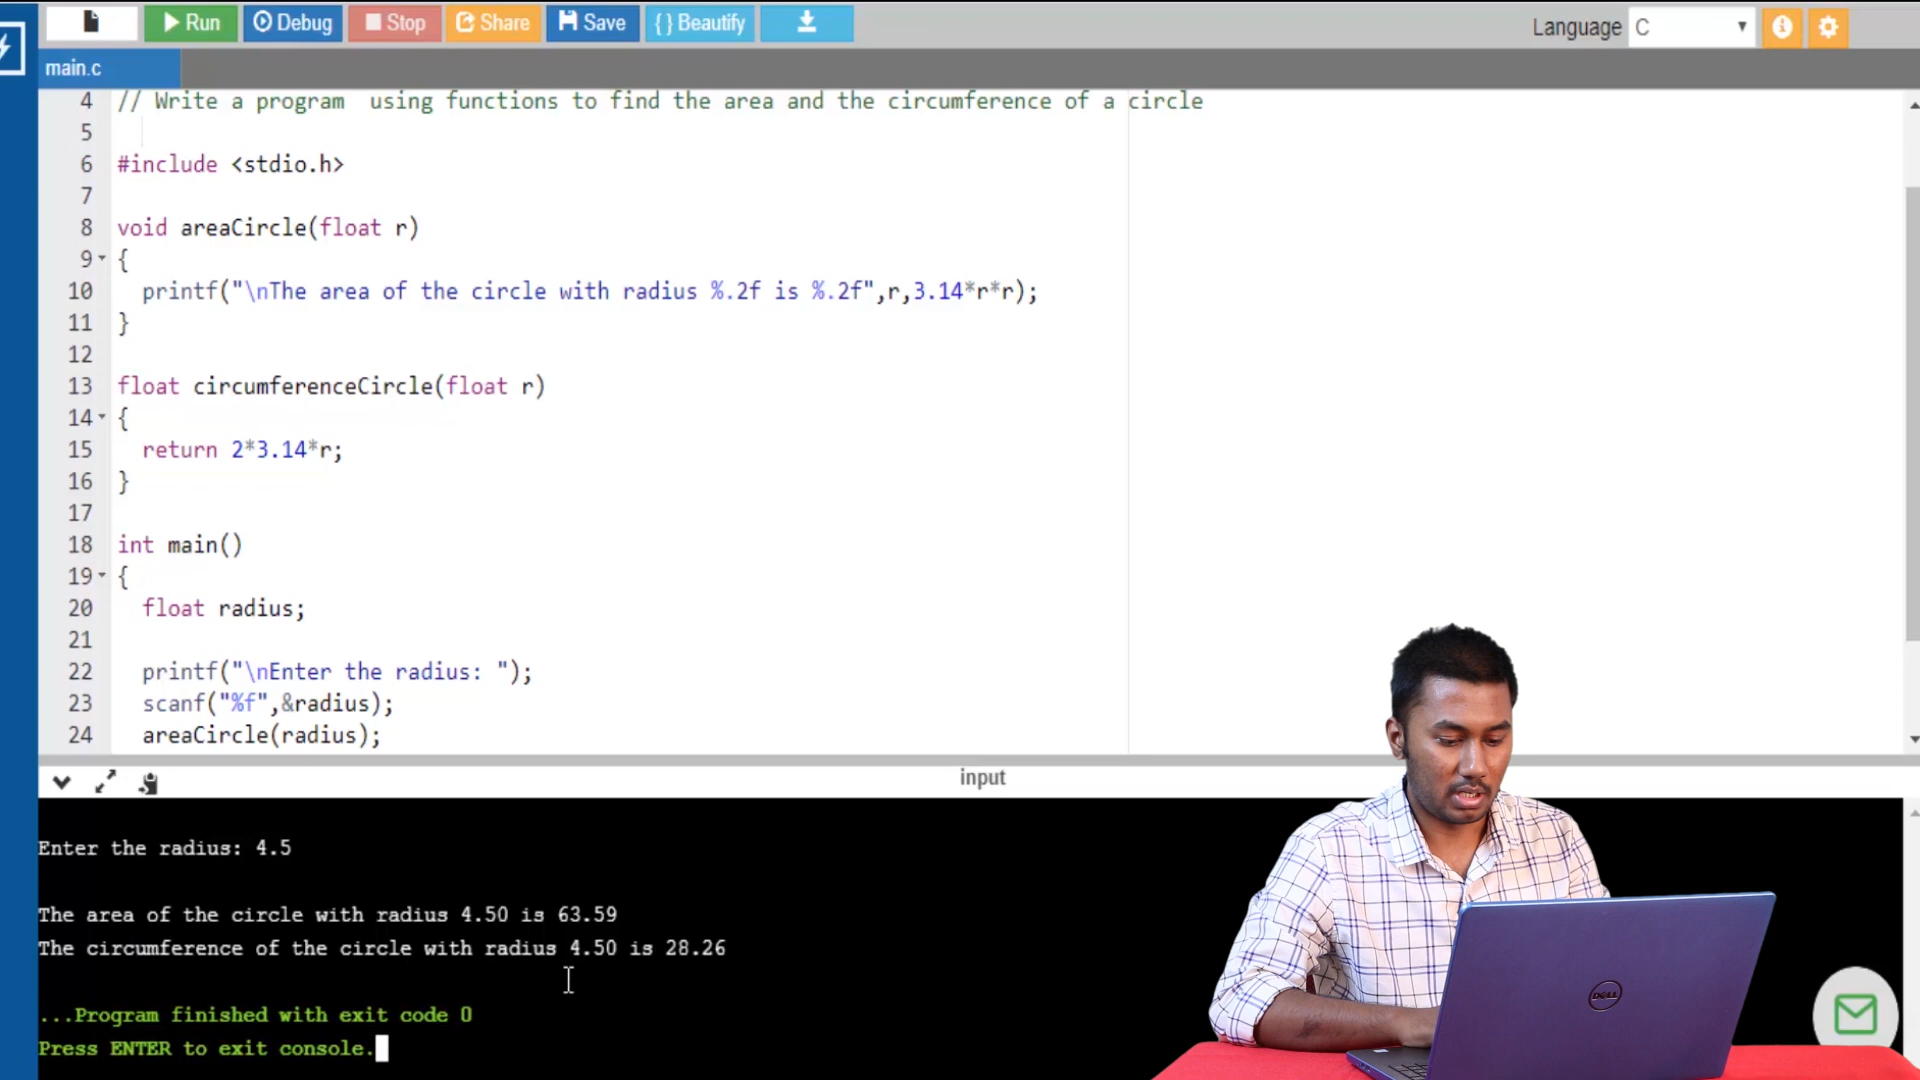 Run Debug Stop Share Save { } Beautify Language C
main.c
4 // Write a program  using functions to find the area and the circumference of a circle
5
6 #include <stdio.h>
7
8 void areaCircle(float r)
9 {
10 printf("\nThe area of the circle with radius %.2f is %.2f",r,3.14*r*r);
11 }
12
13 float circumferenceCircle(float r)
14 {
15 return 2*3.14*r;
16 }
17
18 int main()
19 {
20 float radius;
21
22 printf("\nEnter the radius: ");
23 scanf("%f",&radius);
24 areaCircle(radius);
input
Enter the radius: 4.5
The area of the circle with radius 4.50 is 63.59
The circumference of the circle with radius 4.50 is 28.26
...Program finished with exit code 0
Press ENTER to exit console.
DELL